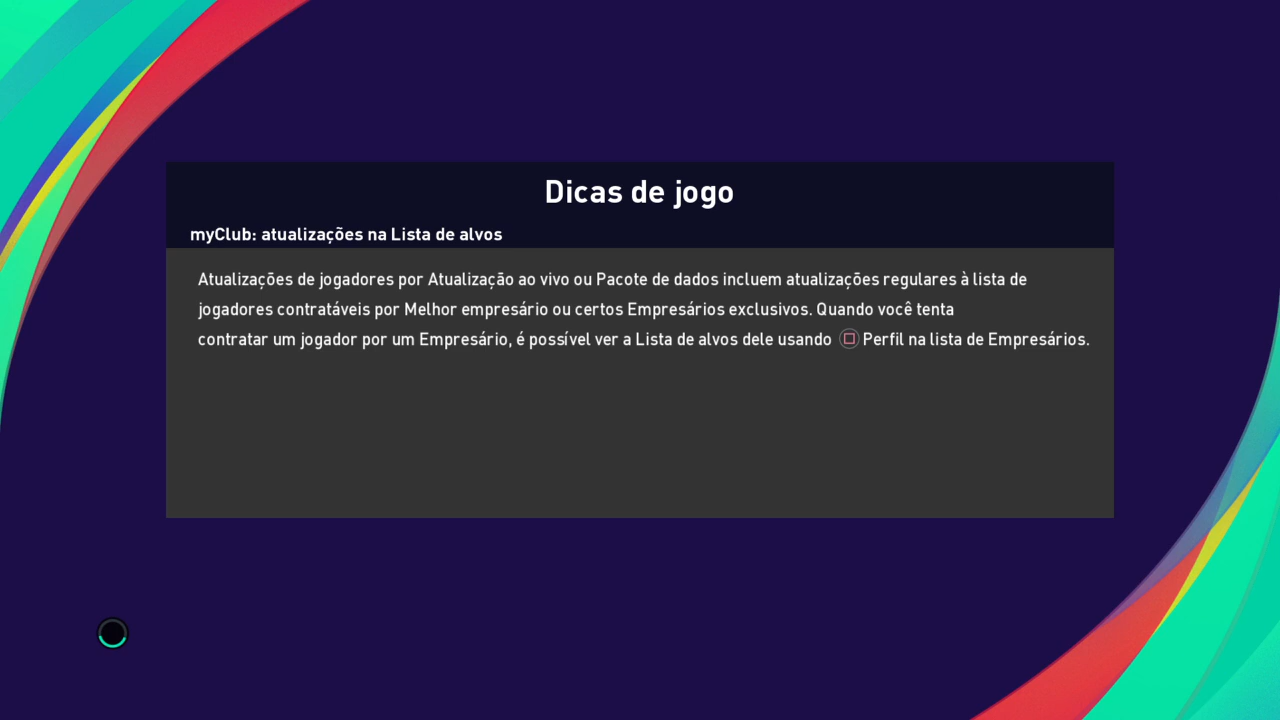 Dicas de jogo
myClub: atualizações na Lista de alvos
Atualizações de jogadores por Atualização ao vivo ou Pacote de dados incluem atualizações regulares à lista de
jogadores contratáveis por Melhor empresário ou certos Empresários exclusivos. Quando você tenta
contratar um jogador por um Empresário, é possível ver a Lista de alvos dele usando Perfil na lista de Empresários.